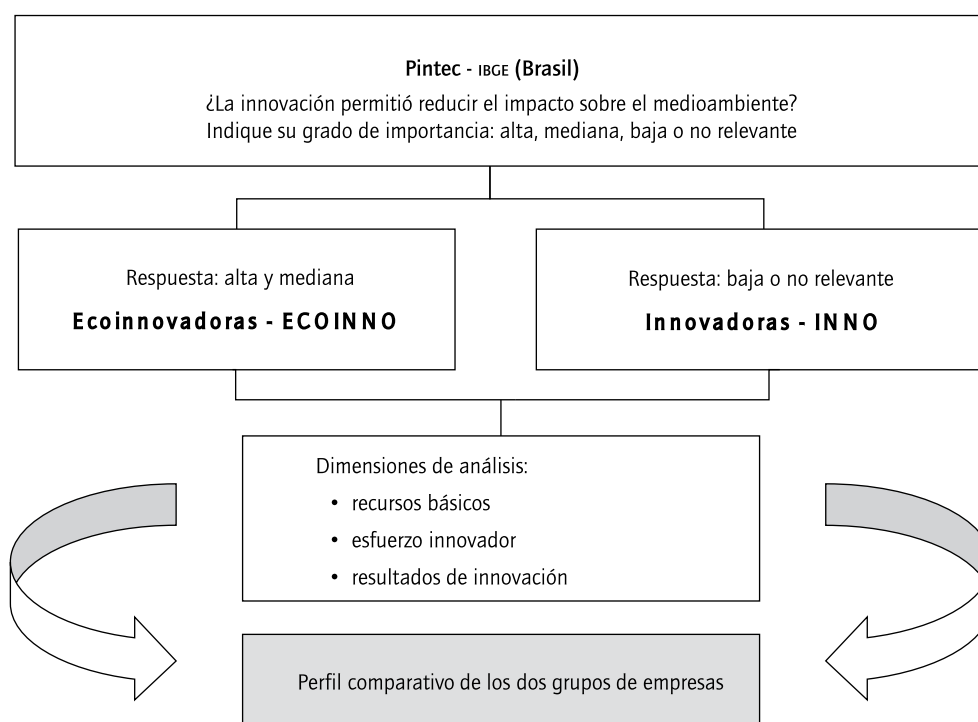 Pintec - IBGE (Brasil)
¿La innovación permitió reducir el impacto sobre el medioambiente?
Indique su grado de importancia: alta, mediana, baja o no relevante
Respuesta: alta y mediana
Ecoinnovadoras - ECOINNO
Respuesta: baja o no relevante
Innovadoras - INNO
Dimensiones de análisis:
• recursos básicos
• esfuerzo innovador
• resultados de innovación
Perfil comparativo de los dos grupos de empresas